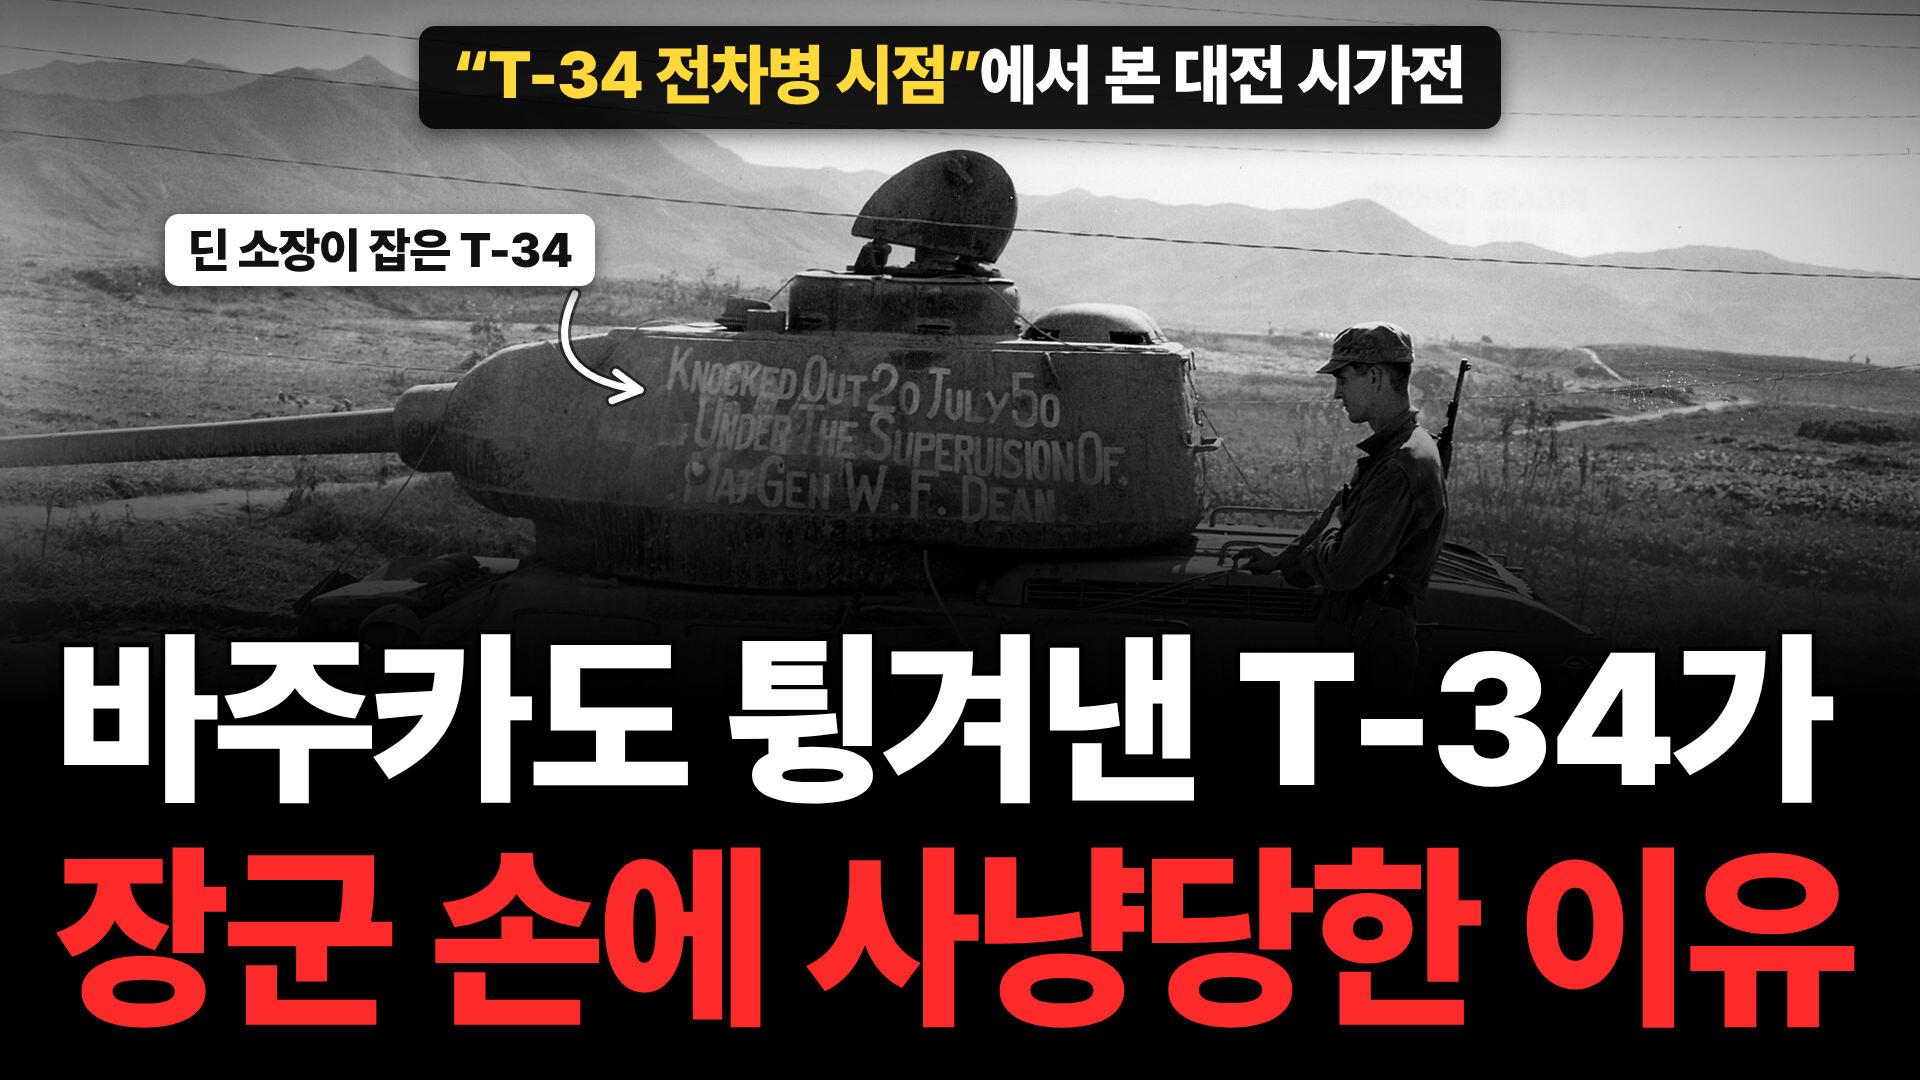 “T-34 전차병 시점”에서 본 대전 시가전
딘 소장이 잡은 T-34
KNOCKED OUT 20 JULY 50
UNDER THE SUPERVISION OF.
MAJ GEN W. F. DEAN
바주카도 튕겨낸 T-34가
장군 손에 사냥당한 이유